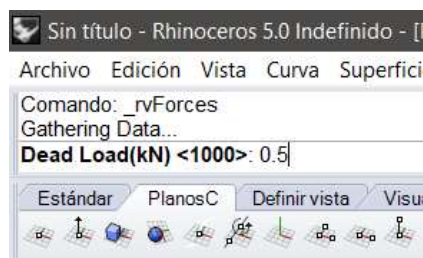 Sin título - Rhinoceros 5.0 Indefinido - [
Archivo Edición Vista Curva Superfici
Comando: _rvForces
Gathering Data...
Dead Load(kN) <1000>: 0.5
Estándar PlanosC Definir vista Visu